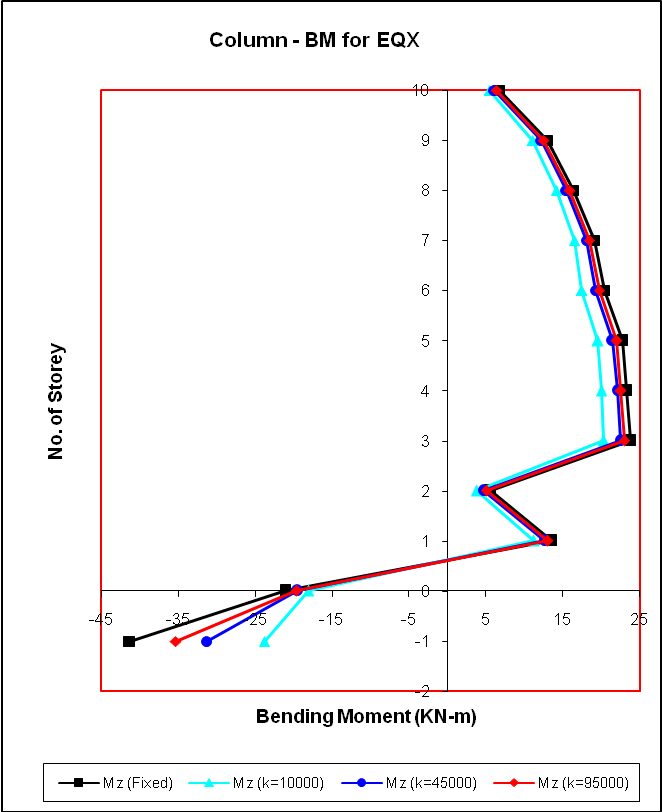 Column - BM for EQX
10
9
8
7
6
5
4
3
2
1
0
-1
-2
-45 -35 -25 -15 -5 5 15 25
No. of Storey
Bending Moment (KN-m)
Mz (Fixed) Mz (k=10000) Mz (k=45000) Mz (k=95000)